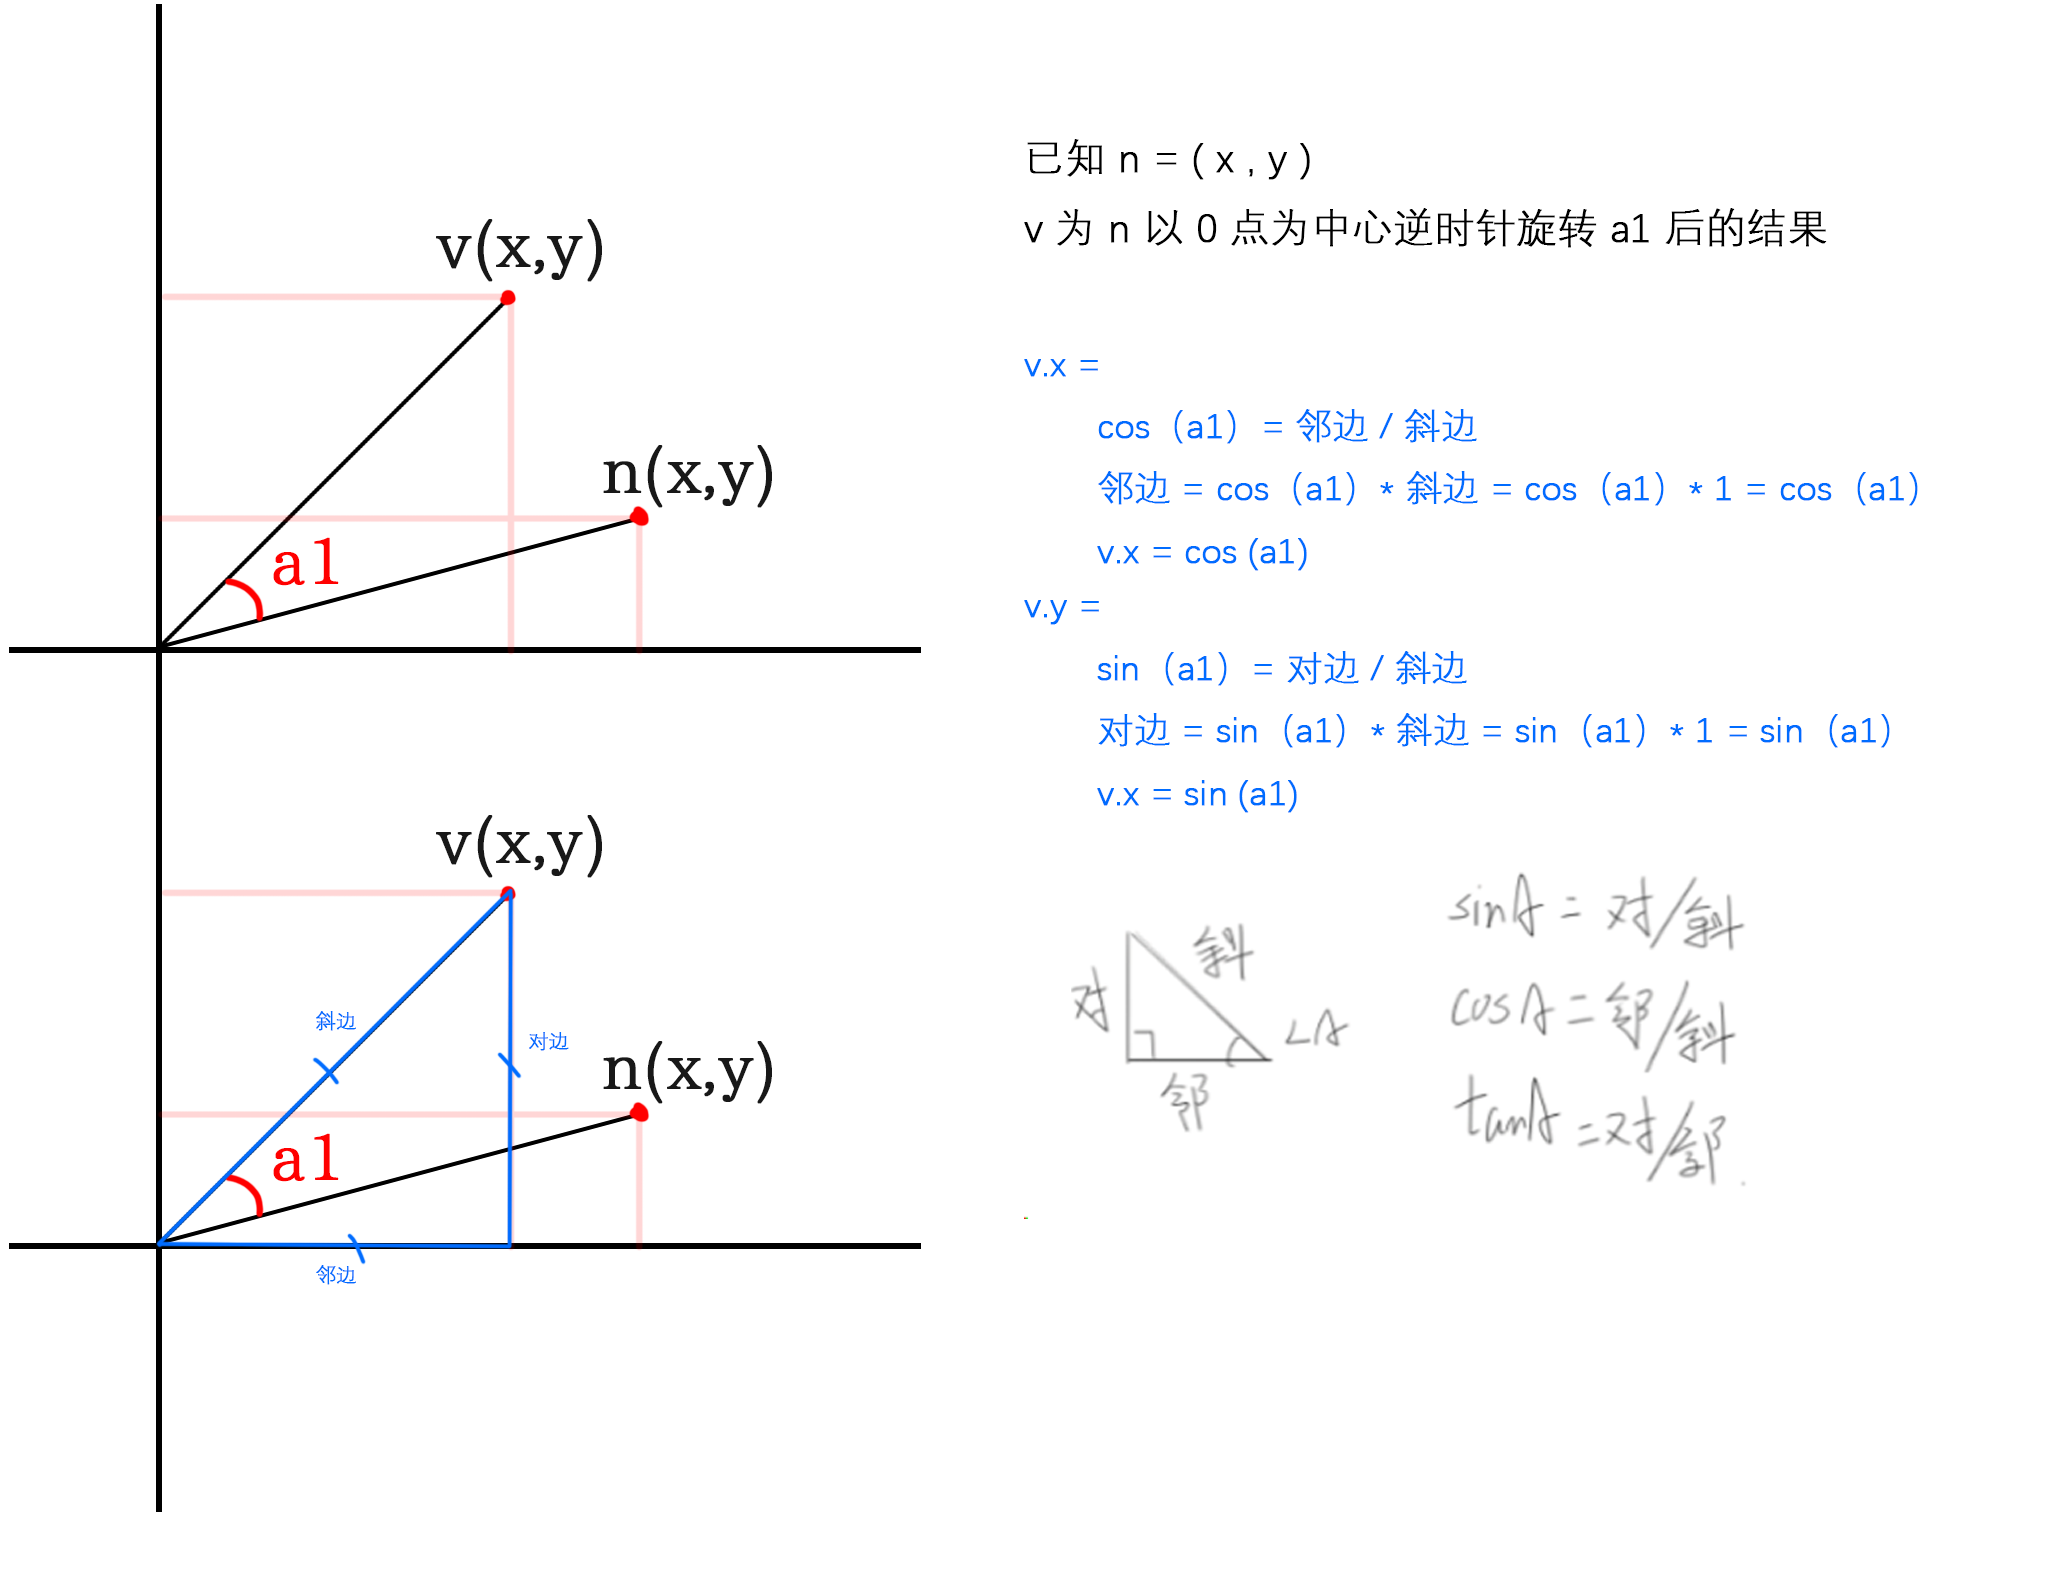 v(x,y)
n(x,y)
a1
v(x,y)
斜边
对边
n(x,y)
a1
邻边
已知 n = ( x , y )
v 为 n 以 0 点为中心逆时针旋转 a1 后的结果
v.x =
cos（a1）= 邻边 / 斜边
邻边 = cos（a1）* 斜边 = cos（a1）* 1 = cos（a1）
v.x = cos (a1)
v.y =
sin（a1）= 对边 / 斜边
对边 = sin（a1）* 斜边 = sin（a1）* 1 = sin（a1）
v.x = sin (a1)
对
斜
∠A
邻
sinA = 对/斜
cosA = 邻/斜
tanA = 对/邻.